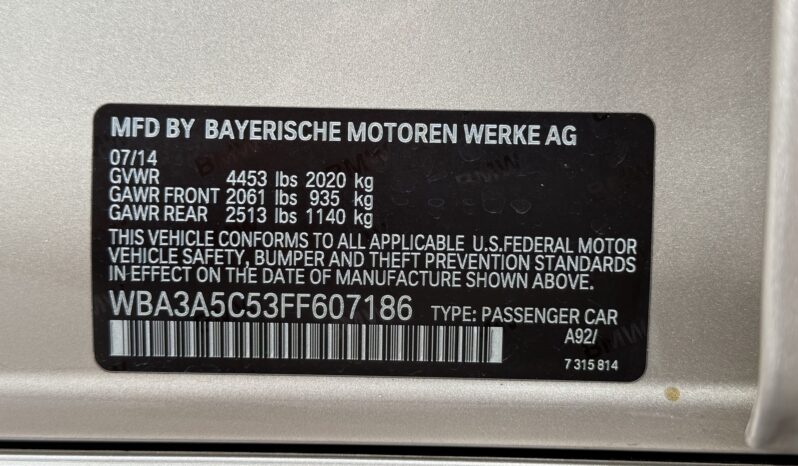 MFD BY BAYERISCHE MOTOREN WERKE AG
07/14
GVWR 4453 lbs 2020 kg
GAWR FRONT 2061 lbs 935 kg
GAWR REAR 2513 lbs 1140 kg
THIS VEHICLE CONFORMS TO ALL APPLICABLE U.S.FEDERAL MOTOR
VEHICLE SAFETY, BUMPER AND THEFT PREVENTION STANDARDS
IN EFFECT ON THE DATE OF MANUFACTURE SHOWN ABOVE.
WBA3A5C53FF607186 TYPE: PASSENGER CAR
A92/
7 315 814